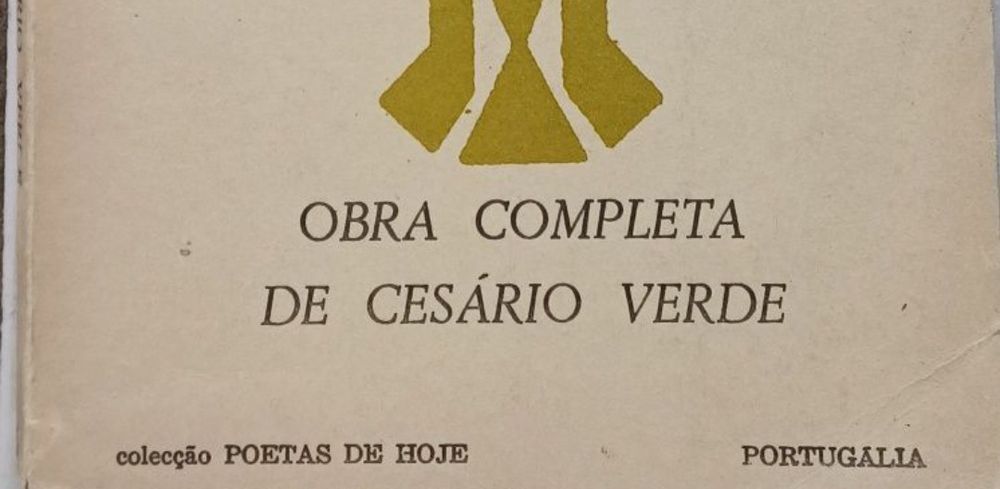 OBRA COMPLETA
DE CESÁRIO VERDE
colecção POETAS DE HOJE PORTUGÁLIA